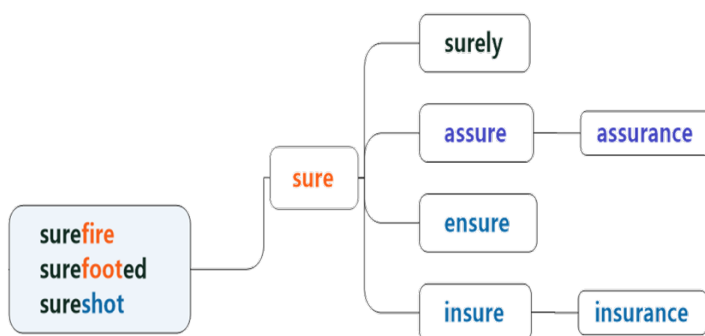 surely
assure
assurance
sure
ensure
surefire
surefooted
sureshot
insure
insurance